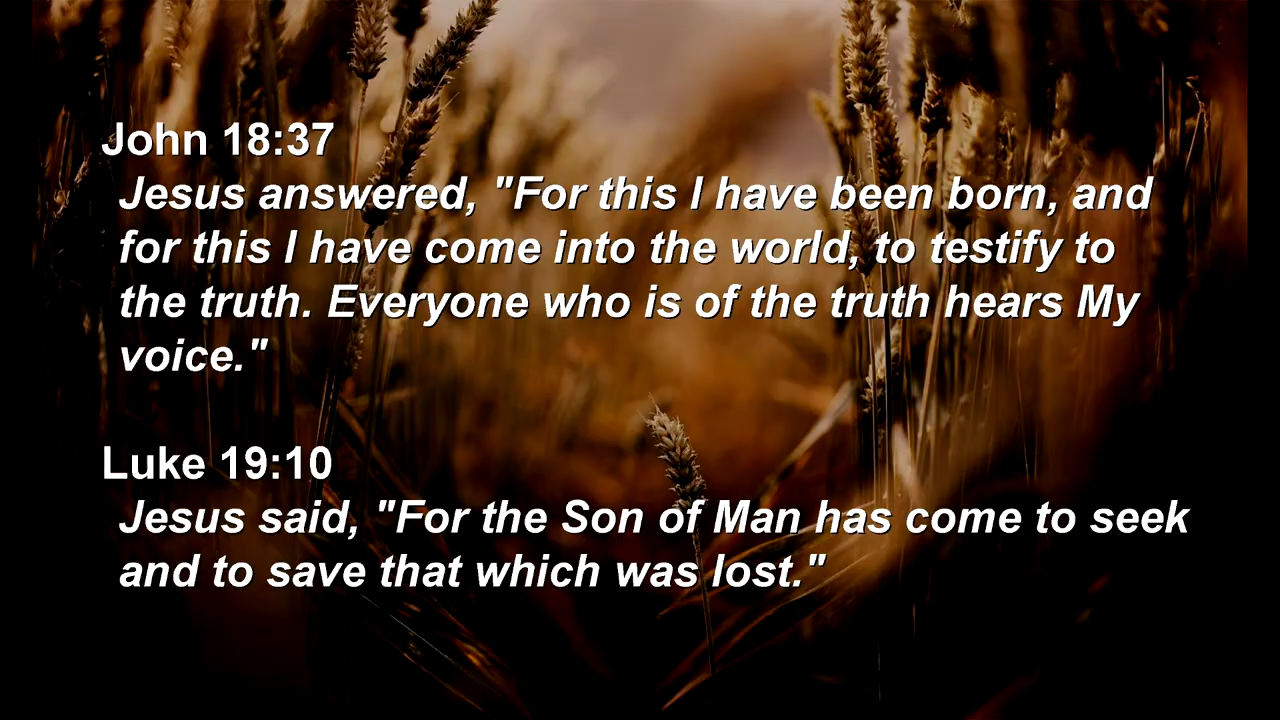 John 18:37
Jesus answered, "For this I have been born, and
for this I have come into the world, to testify to
the truth. Everyone who is of the truth hears My
voice."
Luke 19:10
Jesus said, "For the Son of Man has come to seek
and to save that which was lost."